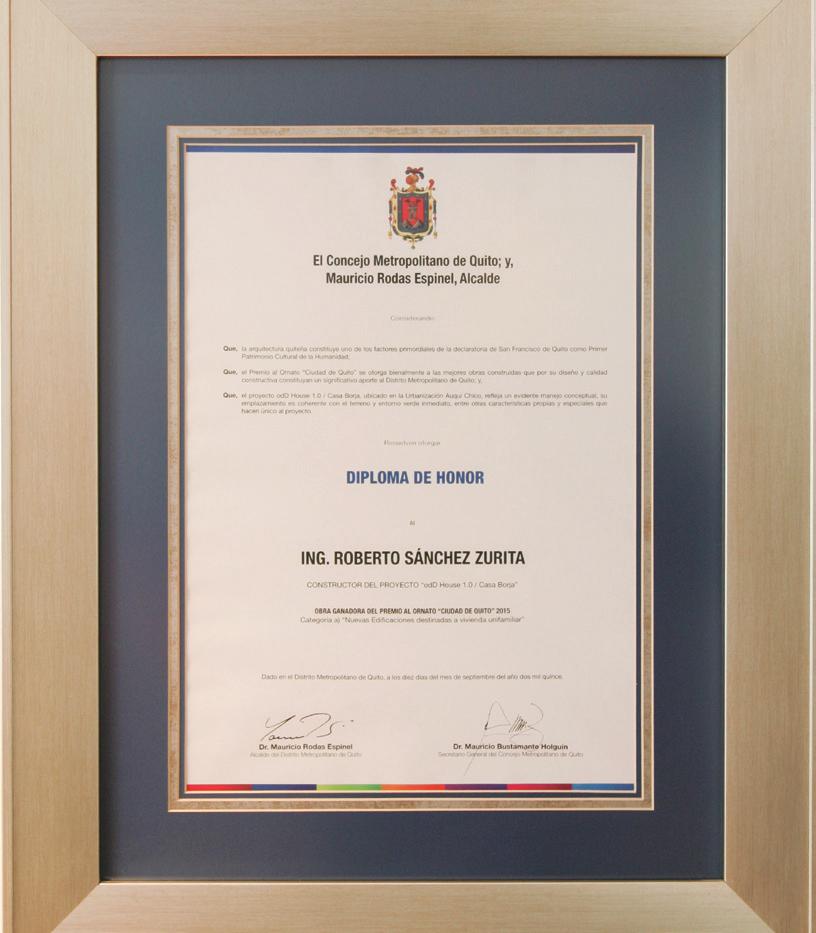 El Concejo Metropolitano de Quito; y,
Mauricio Rodas Espinel, Alcalde
Considerando:
Que, la arquitectura quiteña constituye uno de los factores primordiales de la declaratoria de San Francisco de Quito como Primer
Patrimonio Cultural de la Humanidad;
Que, el Premio al Ornato "Ciudad de Quito" se otorga bienalmente a las mejores obras construidas que por su diseño y calidad
constructiva constituyan un significativo aporte al Distrito Metropolitano de Quito; y,
Que, el proyecto odD House 1.0 / Casa Borja, ubicado en la Urbanización Auqui Chico, refleja un evidente manejo conceptual, su
emplazamiento es coherente con el terreno y entorno verde inmediato, entre otras características propias y especiales que
hacen único al proyecto.
Resuelven otorgar
DIPLOMA DE HONOR
Al
ING. ROBERTO SÁNCHEZ ZURITA
CONSTRUCTOR DEL PROYECTO "odD House 1.0 / Casa Borja"
OBRA GANADORA DEL PREMIO AL ORNATO "CIUDAD DE QUITO" 2015
Categoría a) "Nuevas Edificaciones destinadas a vivienda unifamiliar"
Dado en el Distrito Metropolitano de Quito, a los diez días del mes de septiembre del año dos mil quince.
Dr. Mauricio Rodas Espinel
Alcalde del Distrito Metropolitano de Quito
Dr. Mauricio Bustamante Holguín
Secretario General del Concejo Metropolitano de Quito